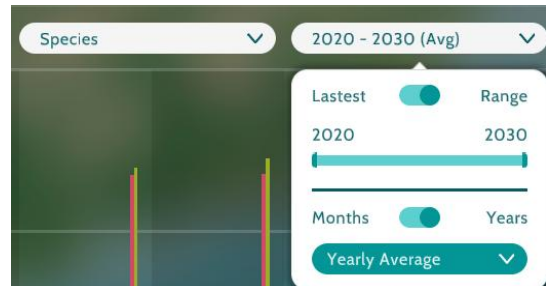 Species
2020 - 2030 (Avg)
Lastest Range
2020 2030
Months Years
Yearly Average